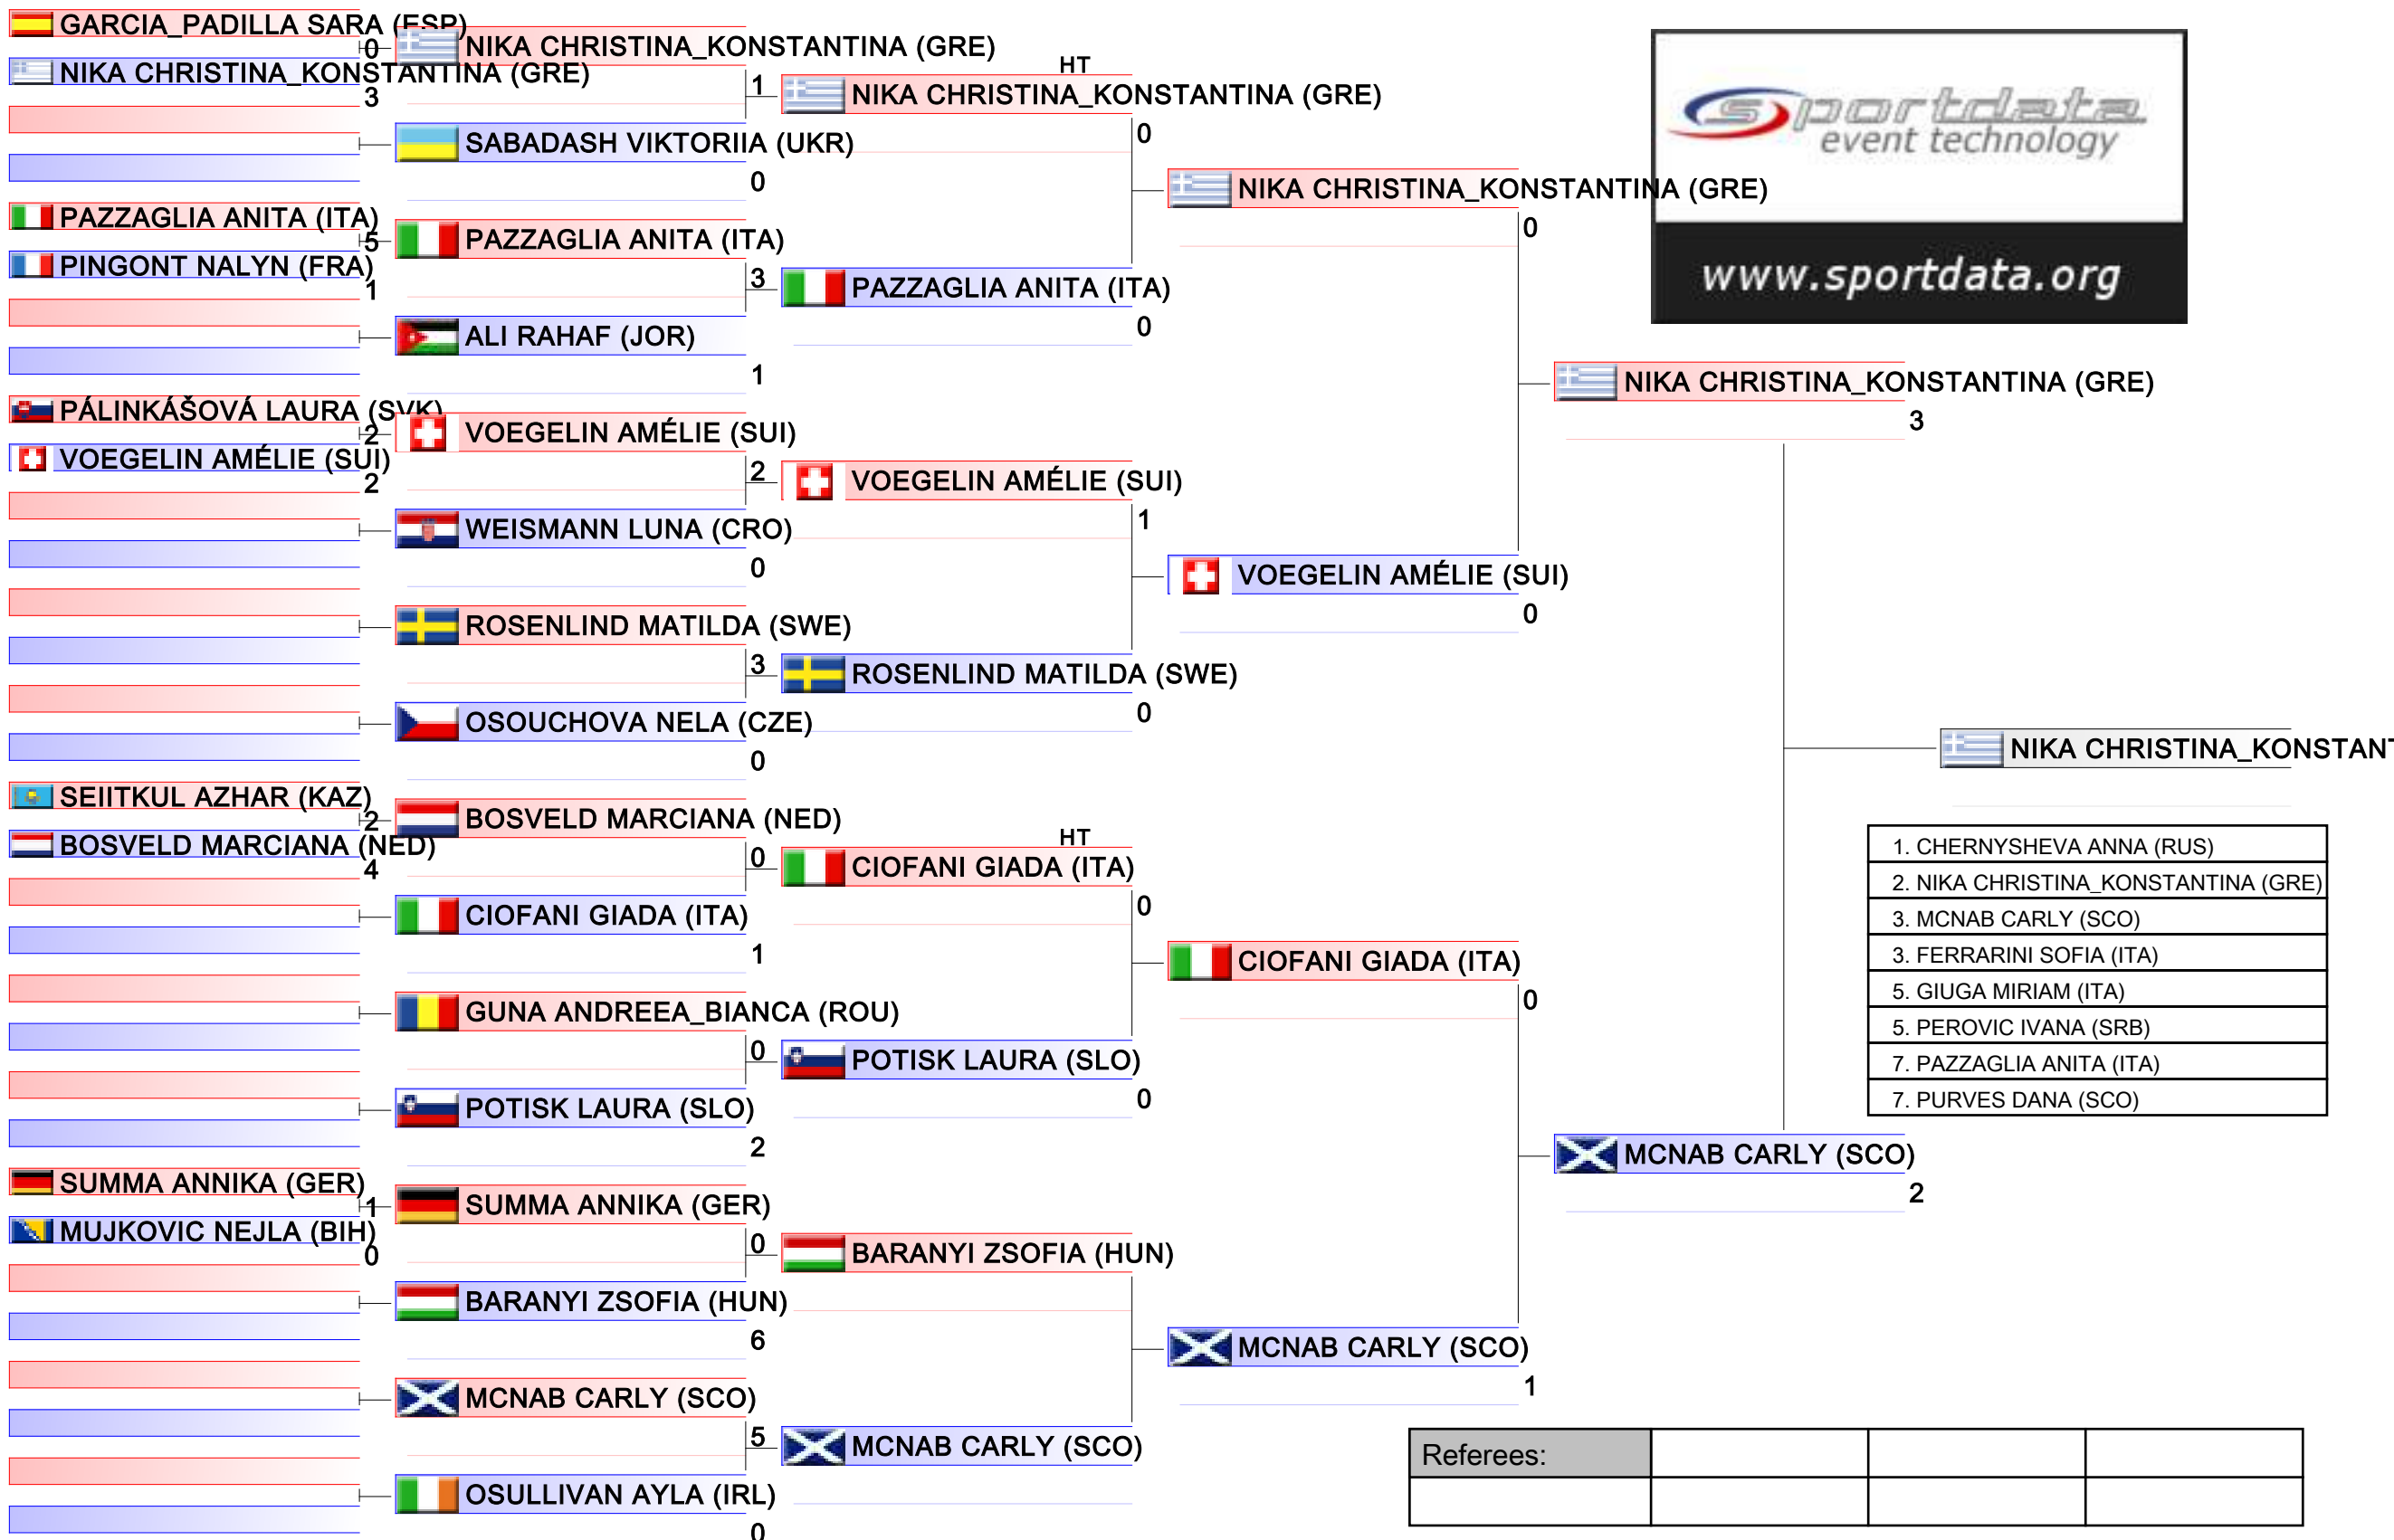 GARCIA_PADILLA SARA (ESP)
0
NIKA CHRISTINA_KONSTANTINA (GRE)
3
PAZZAGLIA ANITA (ITA)
5
PINGONT NALYN (FRA)
1
PÁLINKÁŠOVÁ LAURA (SVK)
2
VOEGELIN AMÉLIE (SUI)
2
SEIITKUL AZHAR (KAZ)
2
BOSVELD MARCIANA (NED)
4
SUMMA ANNIKA (GER)
1
MUJKOVIC NEJLA (BIH)
0
NIKA CHRISTINA_KONSTANTINA (GRE)
1
SABADASH VIKTORIIA (UKR)
0
PAZZAGLIA ANITA (ITA)
3
ALI RAHAF (JOR)
1
VOEGELIN AMÉLIE (SUI)
2
WEISMANN LUNA (CRO)
0
ROSENLIND MATILDA (SWE)
3
OSOUCHOVA NELA (CZE)
0
BOSVELD MARCIANA (NED)
0
CIOFANI GIADA (ITA)
1
GUNA ANDREEA_BIANCA (ROU)
0
POTISK LAURA (SLO)
2
SUMMA ANNIKA (GER)
0
BARANYI ZSOFIA (HUN)
6
MCNAB CARLY (SCO)
5
OSULLIVAN AYLA (IRL)
0
HT
NIKA CHRISTINA_KONSTANTINA (GRE)
0
PAZZAGLIA ANITA (ITA)
0
VOEGELIN AMÉLIE (SUI)
1
ROSENLIND MATILDA (SWE)
0
HT
CIOFANI GIADA (ITA)
0
POTISK LAURA (SLO)
0
BARANYI ZSOFIA (HUN)
MCNAB CARLY (SCO)
NIKA CHRISTINA_KONSTANTINA (GRE)
0
VOEGELIN AMÉLIE (SUI)
0
CIOFANI GIADA (ITA)
0
MCNAB CARLY (SCO)
1
NIKA CHRISTINA_KONSTANTINA (GRE)
3
MCNAB CARLY (SCO)
2
NIKA CHRISTINA_KONSTANT
sportdata
event technology
www.sportdata.org
1. CHERNYSHEVA ANNA (RUS)
2. NIKA CHRISTINA_KONSTANTINA (GRE)
3. MCNAB CARLY (SCO)
3. FERRARINI SOFIA (ITA)
5. GIUGA MIRIAM (ITA)
5. PEROVIC IVANA (SRB)
7. PAZZAGLIA ANITA (ITA)
7. PURVES DANA (SCO)
Referees: